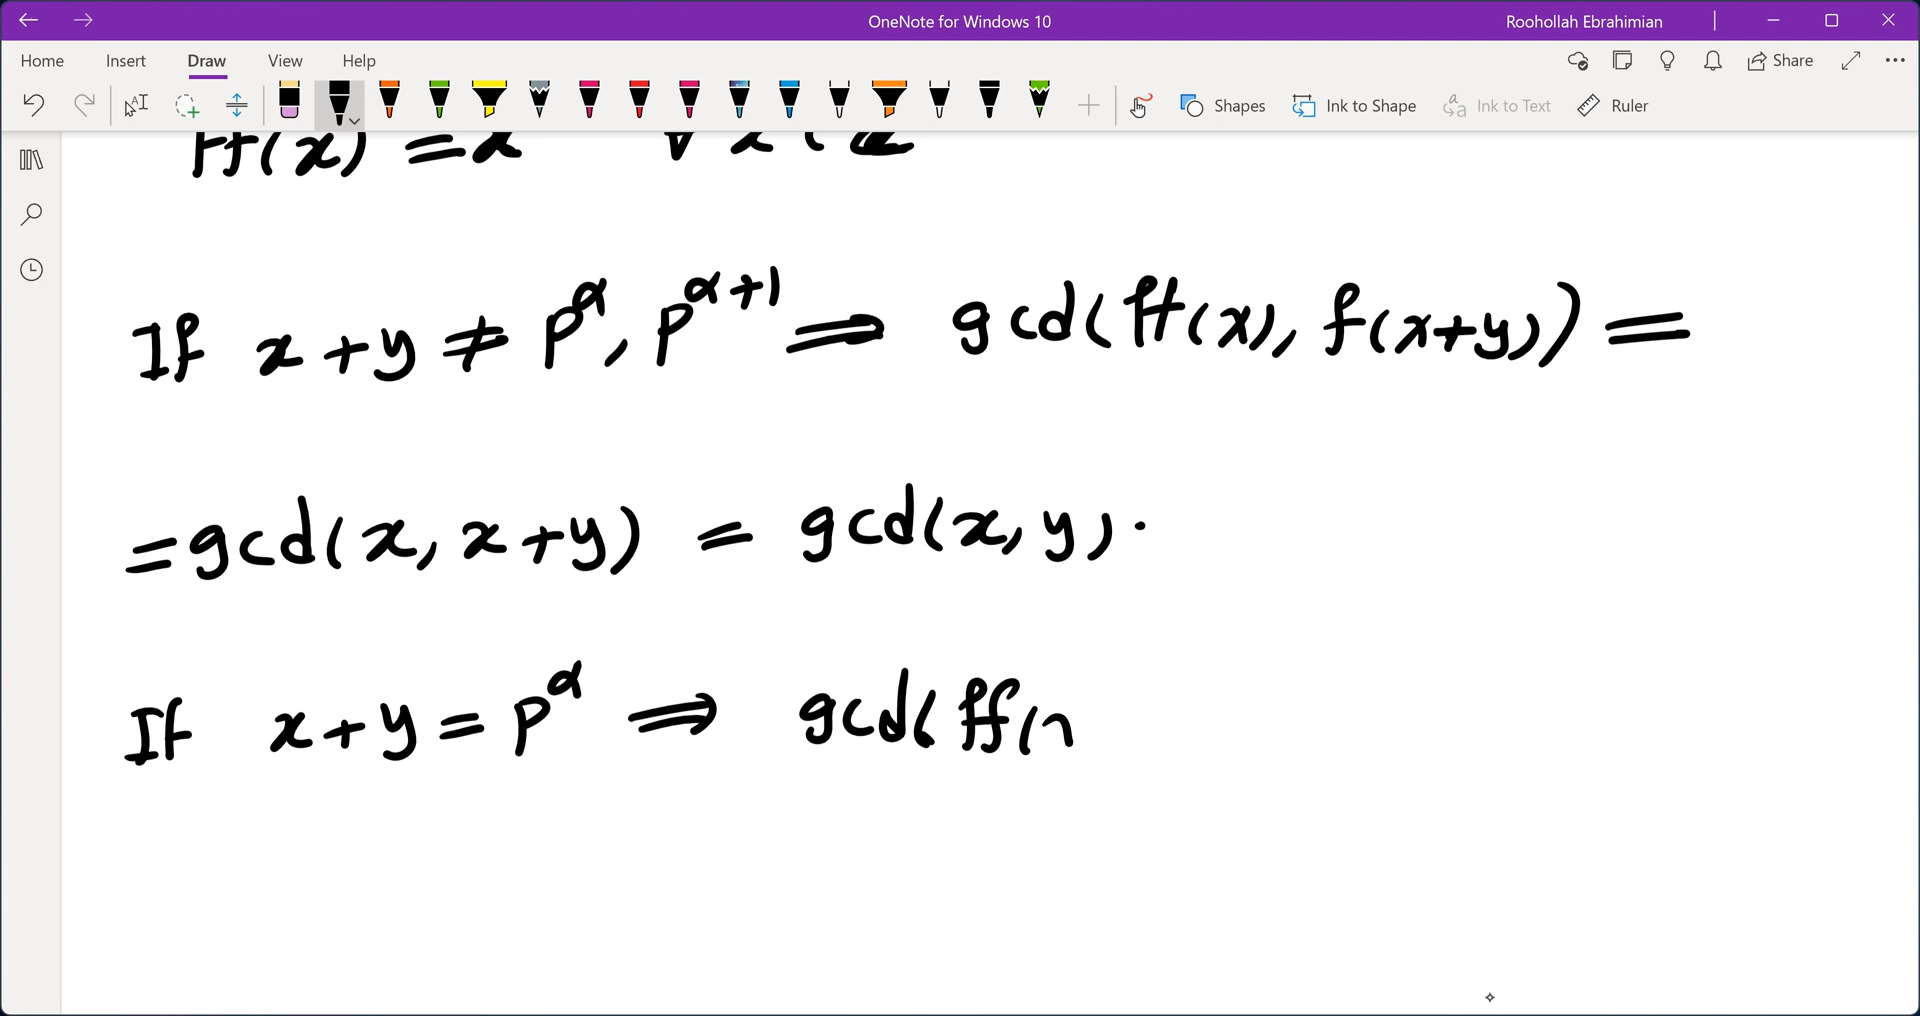 OneNote for Windows 10
Roohollah Ebrahimian
Home Insert Draw View Help
Share
Shapes Ink to Shape Ink to Text Ruler
ff(x) = x ∀ x ∈ Z
If x + y ≠ p^α, p^(α+1) ⟹ gcd(ff(x), f(x+y)) =
= gcd(x, x+y) = gcd(x, y).
If x + y = p^α ⟹ gcd(ff(